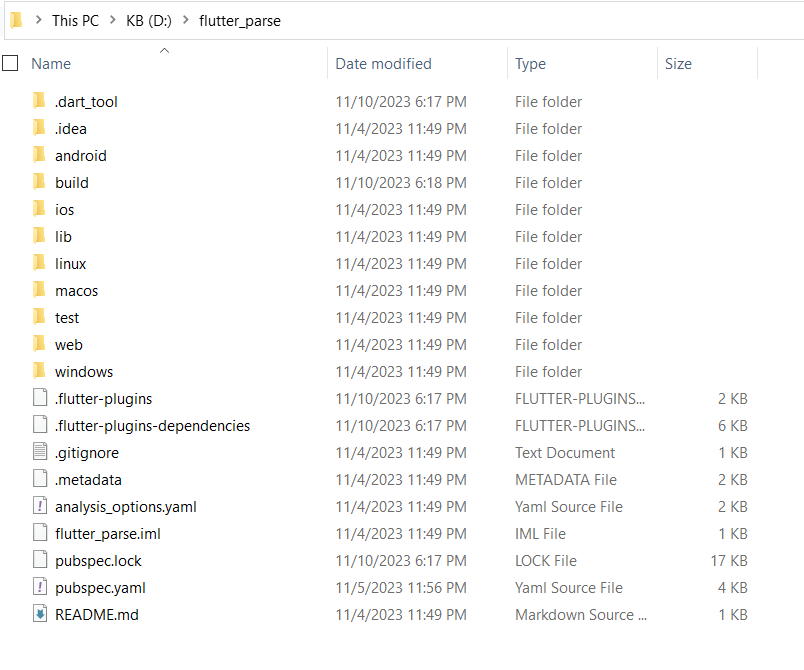 This PC > KB (D:) > flutter_parse
Name Date modified Type Size
.dart_tool 11/10/2023 6:17 PM File folder
.idea 11/4/2023 11:49 PM File folder
android 11/4/2023 11:49 PM File folder
build 11/10/2023 6:18 PM File folder
ios 11/4/2023 11:49 PM File folder
lib 11/4/2023 11:49 PM File folder
linux 11/4/2023 11:49 PM File folder
macos 11/4/2023 11:49 PM File folder
test 11/4/2023 11:49 PM File folder
web 11/4/2023 11:49 PM File folder
windows 11/4/2023 11:49 PM File folder
.flutter-plugins 11/10/2023 6:17 PM FLUTTER-PLUGINS... 2 KB
.flutter-plugins-dependencies 11/10/2023 6:17 PM FLUTTER-PLUGINS... 6 KB
.gitignore 11/4/2023 11:49 PM Text Document 1 KB
.metadata 11/4/2023 11:49 PM METADATA File 2 KB
analysis_options.yaml 11/4/2023 11:49 PM Yaml Source File 2 KB
flutter_parse.iml 11/4/2023 11:49 PM IML File 1 KB
pubspec.lock 11/10/2023 6:17 PM LOCK File 17 KB
pubspec.yaml 11/5/2023 11:56 PM Yaml Source File 4 KB
README.md 11/4/2023 11:49 PM Markdown Source ... 1 KB